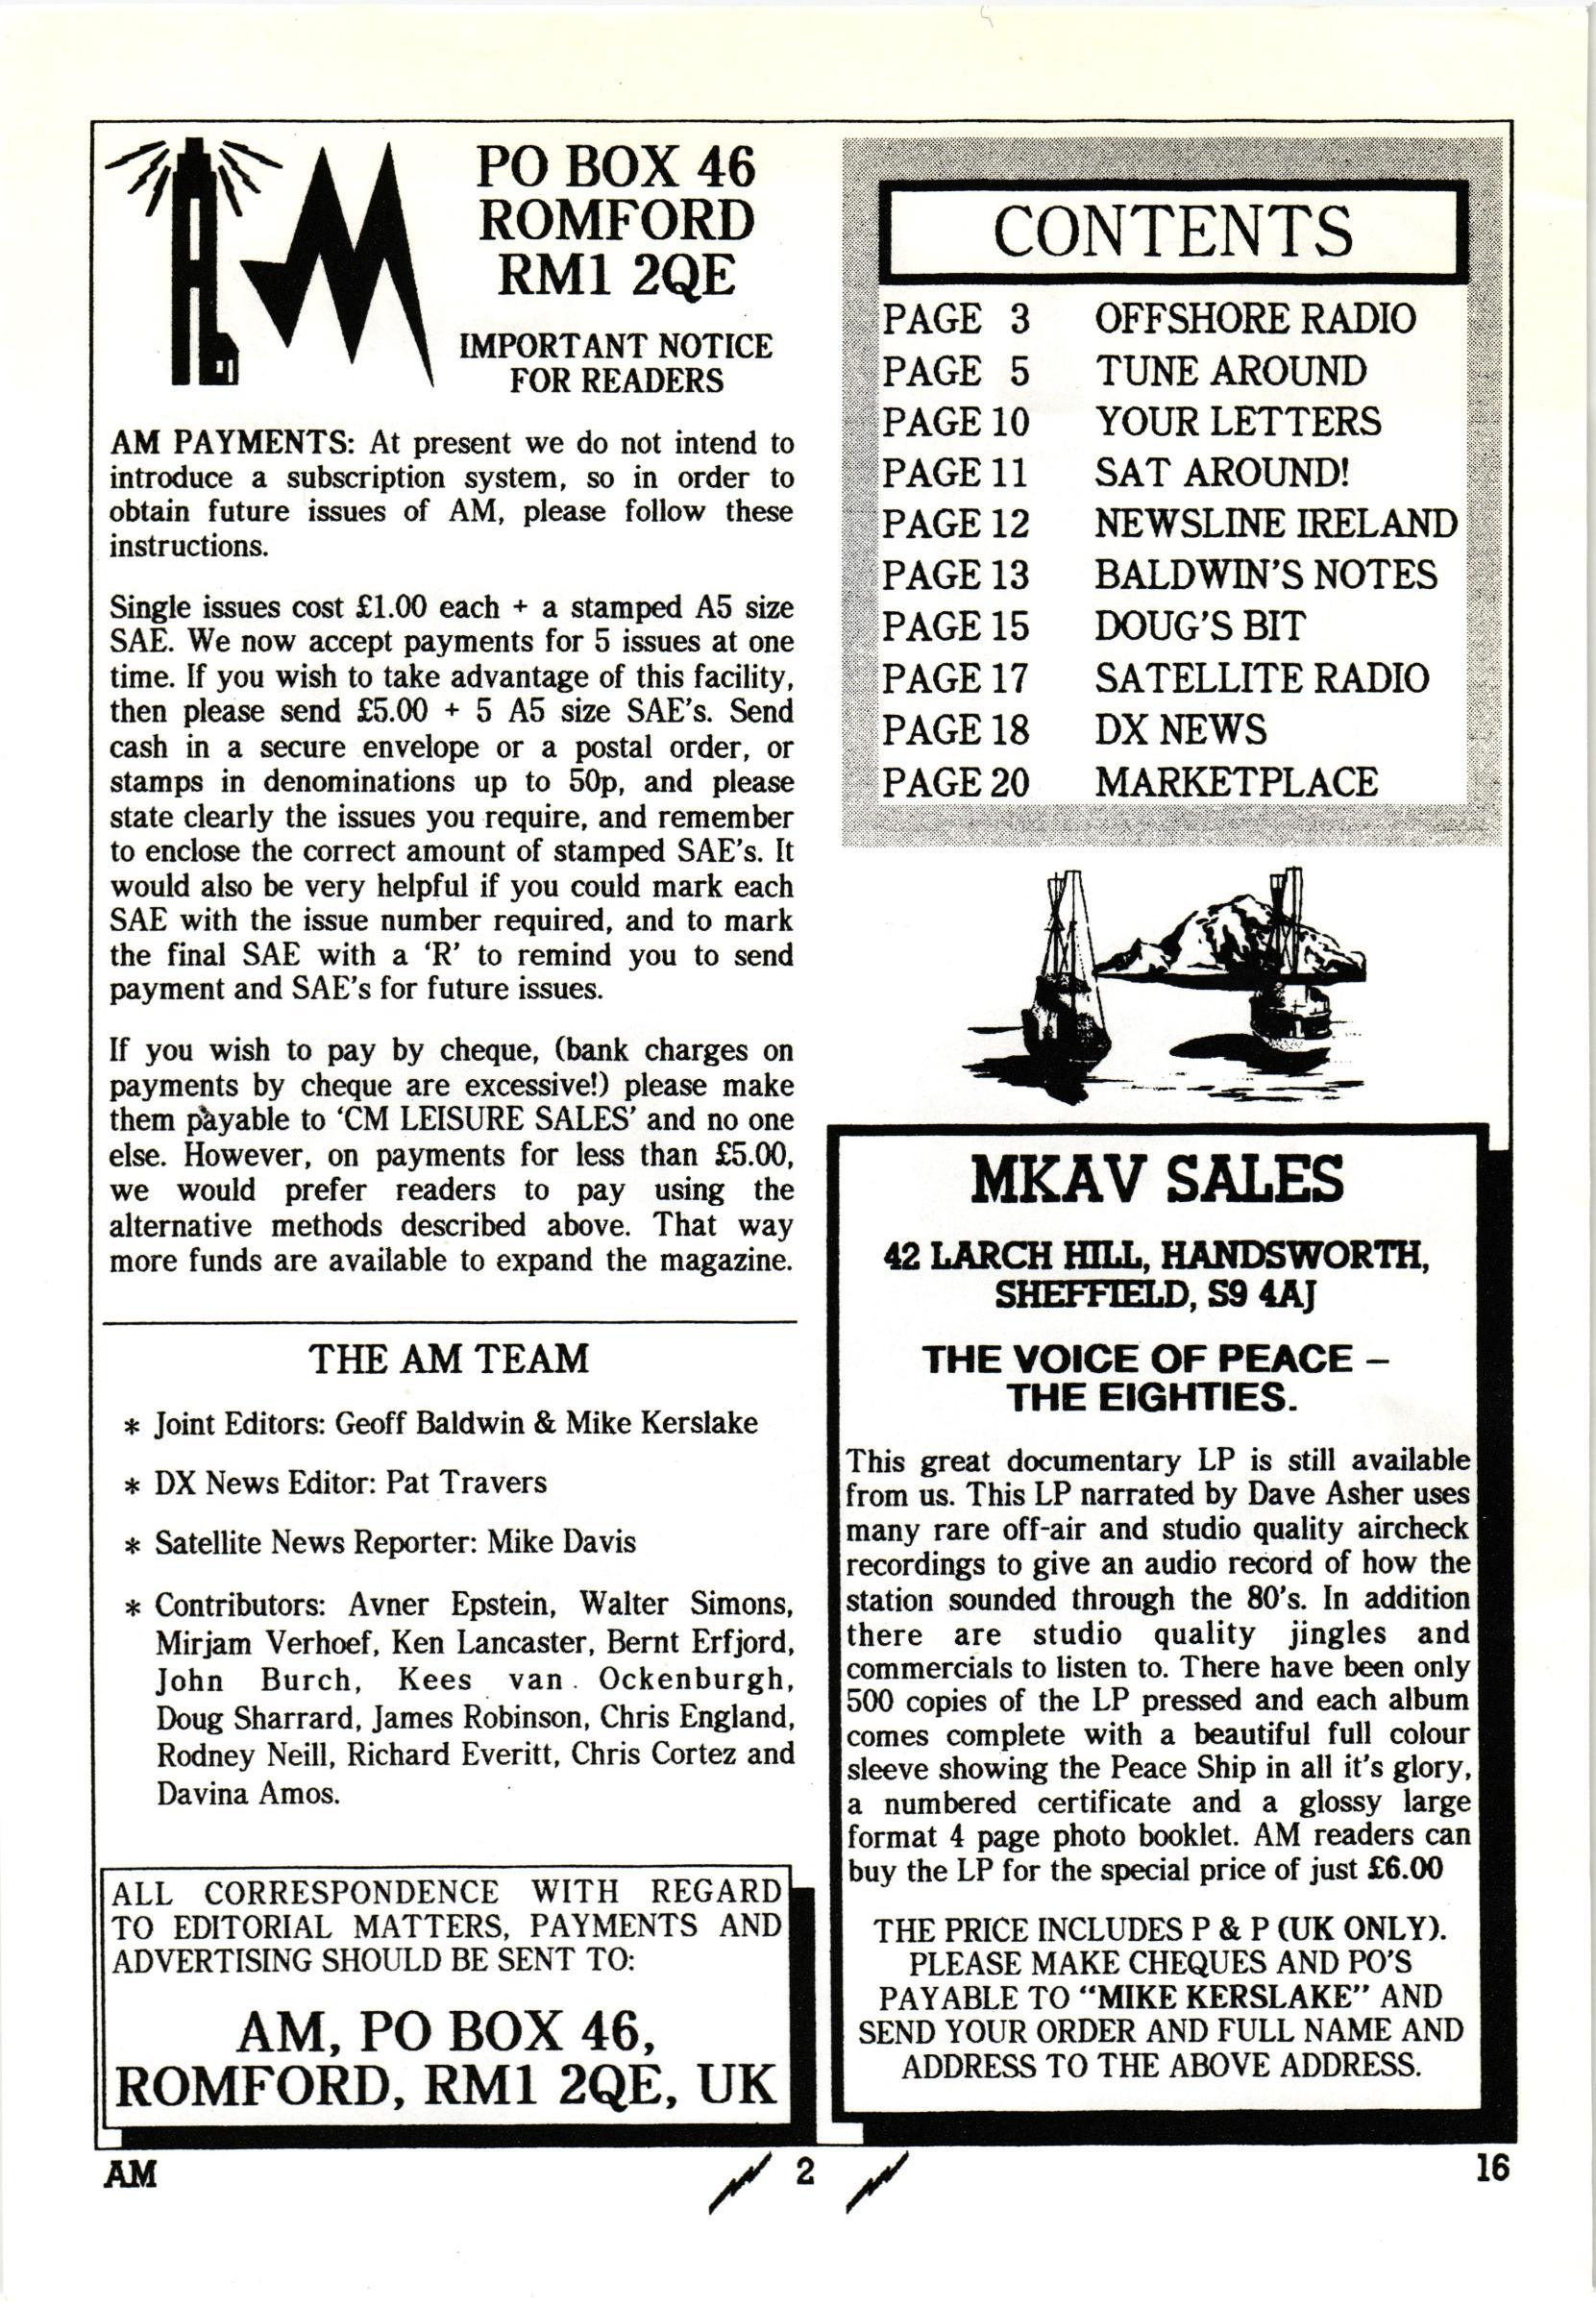 PO BOX 46
ROMFORD
RM1 2QE
IMPORTANT NOTICE
FOR READERS
AM PAYMENTS: At present we do not intend to
introduce a subscription system, so in order to
obtain future issues of AM, please follow these
instructions.
Single issues cost £1.00 each + a stamped A5 size
SAE. We now accept payments for 5 issues at one
time. If you wish to take advantage of this facility,
then please send £5.00 + 5 A5 size SAE's. Send
cash in a secure envelope or a postal order, or
stamps in denominations up to 50p, and please
state clearly the issues you require, and remember
to enclose the correct amount of stamped SAE's. It
would also be very helpful if you could mark each
SAE with the issue number required, and to mark
the final SAE with a ‘R’ to remind you to send
payment and SAE's for future issues.
If you wish to pay by cheque, (bank charges on
payments by cheque are excessive!) please make
them payable to ‘CM LEISURE SALES’ and no one
else. However, on payments for less than £5.00,
we would prefer readers to pay using the
alternative methods described above. That way
more funds are available to expand the magazine.
THE AM TEAM
* Joint Editors: Geoff Baldwin & Mike Kerslake
* DX News Editor: Pat Travers
* Satellite News Reporter: Mike Davis
* Contributors: Avner Epstein, Walter Simons,
Mirjam Verhoef, Ken Lancaster, Bernt Erfjord,
John Burch, Kees van Ockenburgh,
Doug Sharrard, James Robinson, Chris England,
Rodney Neill, Richard Everitt, Chris Cortez and
Davina Amos.
ALL CORRESPONDENCE WITH REGARD
TO EDITORIAL MATTERS, PAYMENTS AND
ADVERTISING SHOULD BE SENT TO:
AM, PO BOX 46,
ROMFORD, RM1 2QE, UK
CONTENTS
PAGE 3 OFFSHORE RADIO
PAGE 5 TUNE AROUND
PAGE 10 YOUR LETTERS
PAGE 11 SAT AROUND!
PAGE 12 NEWSLINE IRELAND
PAGE 13 BALDWIN'S NOTES
PAGE 15 DOUG'S BIT
PAGE 17 SATELLITE RADIO
PAGE 18 DX NEWS
PAGE 20 MARKETPLACE
MKAV SALES
42 LARCH HILL, HANDSWORTH,
SHEFFIELD, S9 4AJ
THE VOICE OF PEACE –
THE EIGHTIES.
This great documentary LP is still available
from us. This LP narrated by Dave Asher uses
many rare off-air and studio quality aircheck
recordings to give an audio record of how the
station sounded through the 80's. In addition
there are studio quality jingles and
commercials to listen to. There have been only
500 copies of the LP pressed and each album
comes complete with a beautiful full colour
sleeve showing the Peace Ship in all it's glory,
a numbered certificate and a glossy large
format 4 page photo booklet. AM readers can
buy the LP for the special price of just £6.00
THE PRICE INCLUDES P & P (UK ONLY).
PLEASE MAKE CHEQUES AND PO'S
PAYABLE TO “MIKE KERSLAKE” AND
SEND YOUR ORDER AND FULL NAME AND
ADDRESS TO THE ABOVE ADDRESS.
AM 2 16